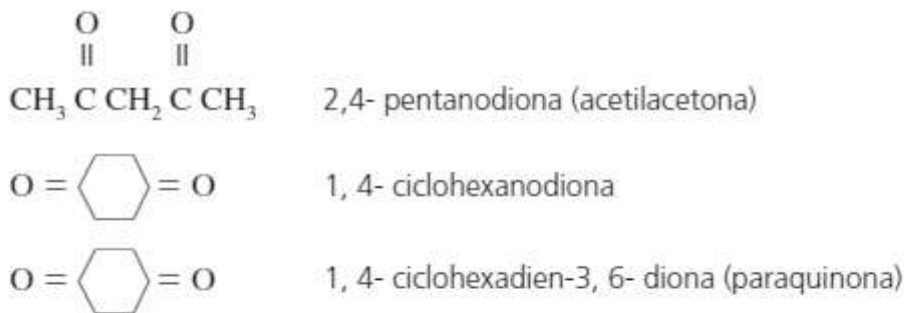 O O
|| ||
CH₃ C CH₂ C CH₃ 2,4- pentanodiona (acetilacetona)
O = = O 1, 4- ciclohexanodiona
O = = O 1, 4- ciclohexadien-3, 6- diona (paraquinona)